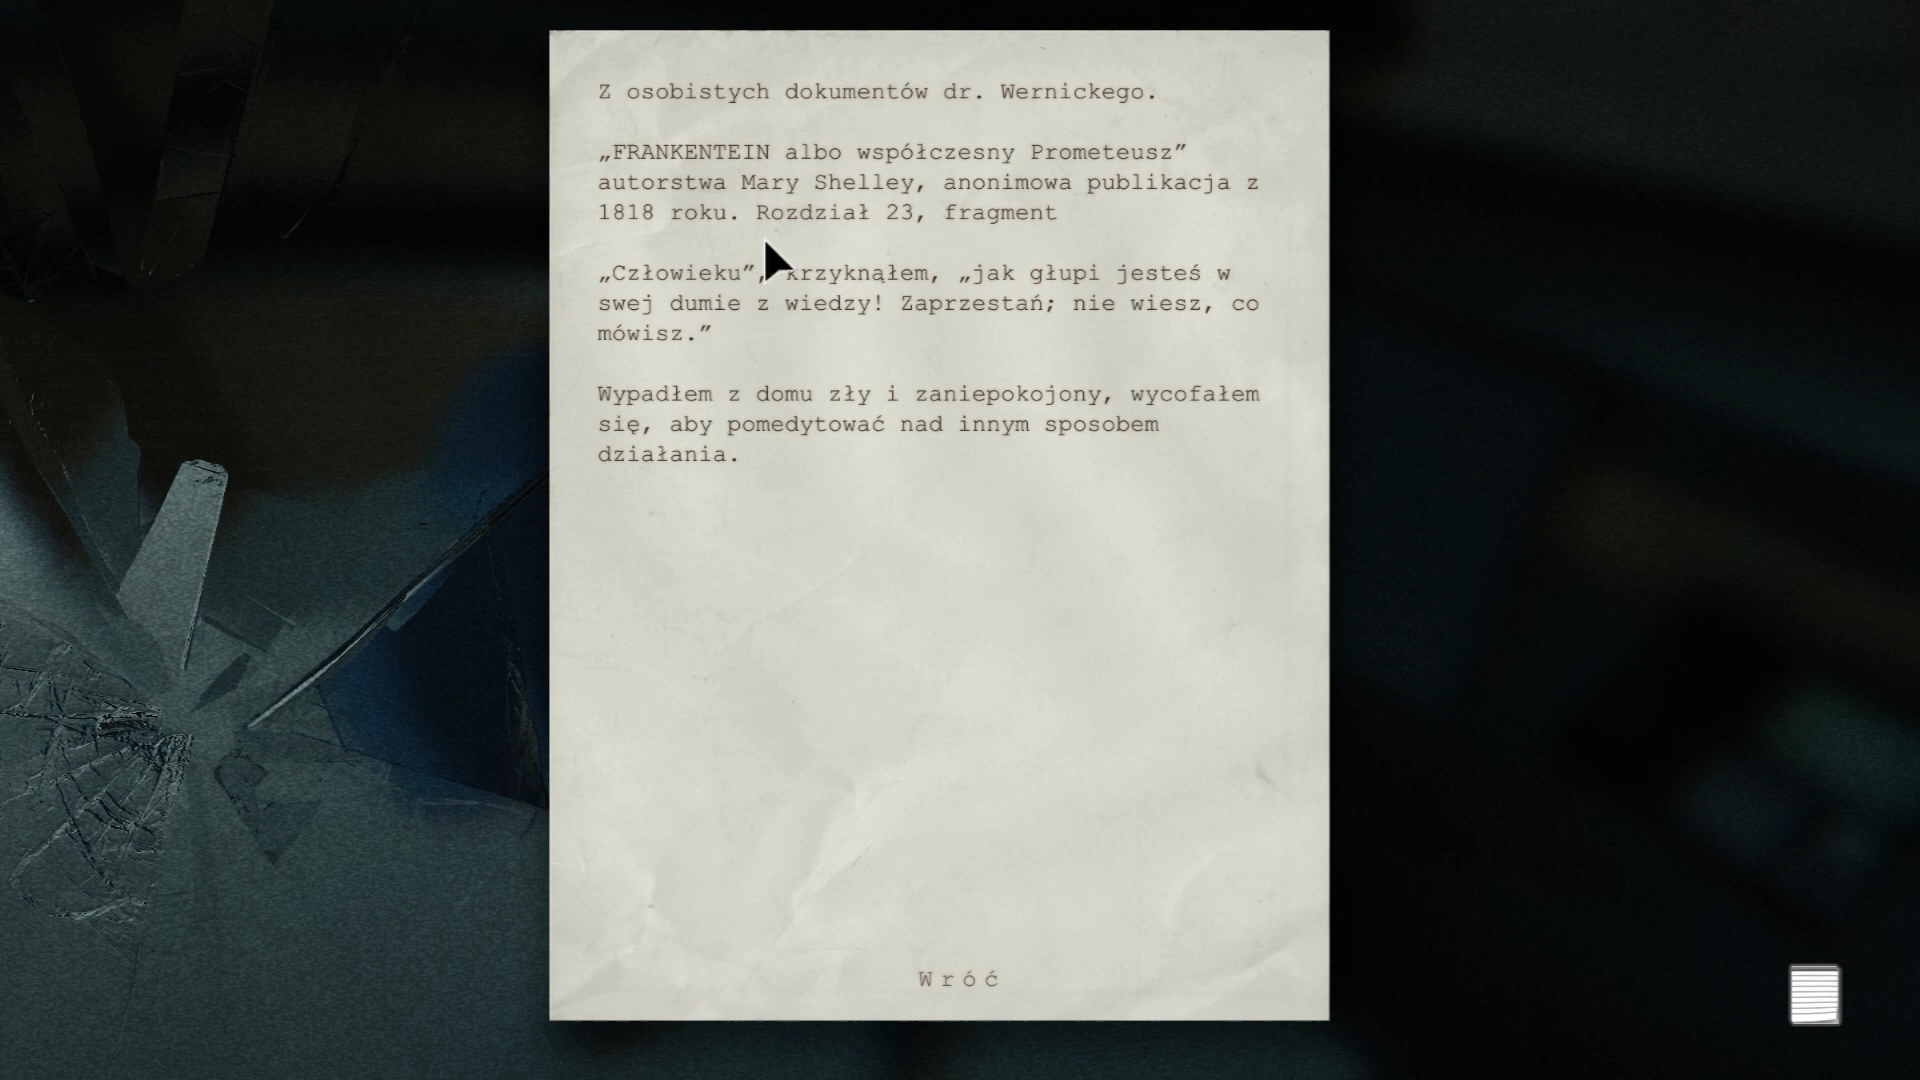 Z osobistych dokumentów dr. Wernickego.
„FRANKENTEIN albo współczesny Prometeusz”
autorstwa Mary Shelley, anonimowa publikacja z
1818 roku. Rozdział 23, fragment
„Człowieku”, krzyknąłem, „jak głupi jesteś w
swej dumie z wiedzy! Zaprzestań; nie wiesz, co
mówisz.”
Wypadłem z domu zły i zaniepokojony, wycofałem
się, aby pomedytować nad innym sposobem
działania.
Wróć